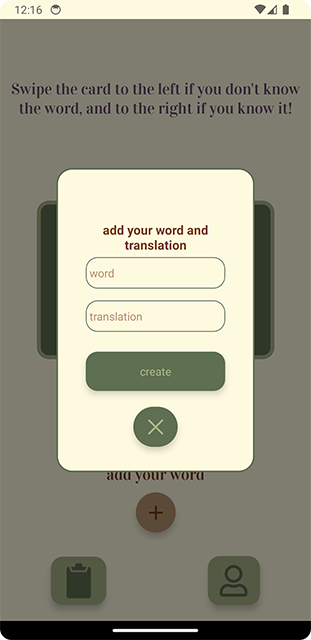 12:16
Swipe the card to the left if you don't know
the word, and to the right if you know it!
add your word and
translation
word
translation
create
add your word